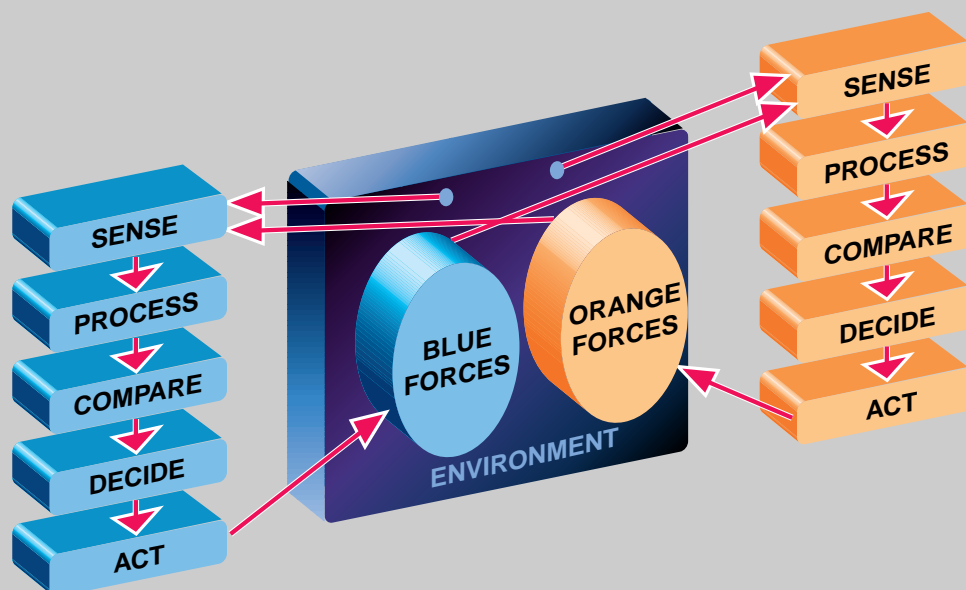 SENSE
PROCESS
COMPARE
DECIDE
ACT
BLUE
FORCES
ORANGE
FORCES
ENVIRONMENT
SENSE
PROCESS
COMPARE
DECIDE
ACT